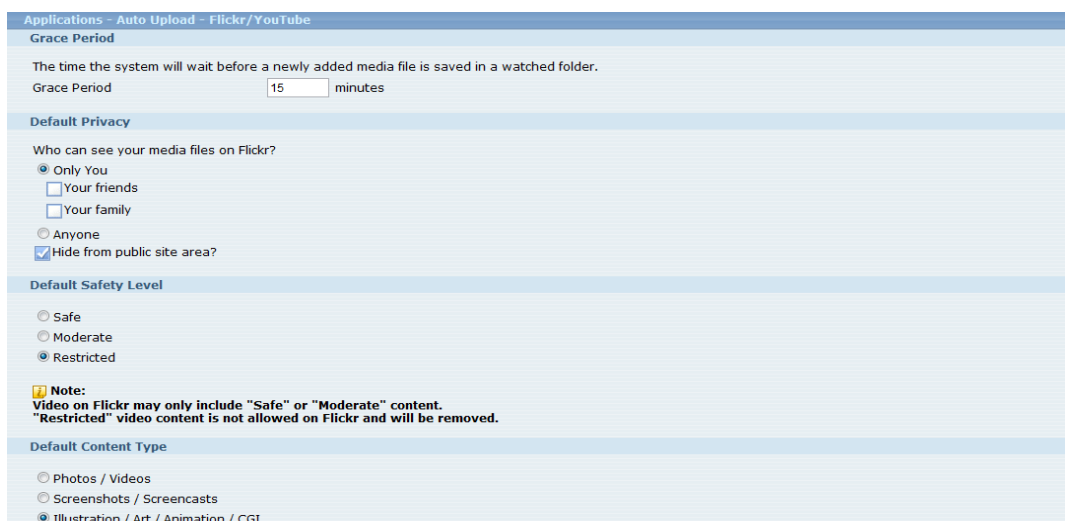 Applications - Auto Upload - Flickr/YouTube
Grace Period
The time the system will wait before a newly added media file is saved in a watched folder.
Grace Period 15 minutes
Default Privacy
Who can see your media files on Flickr?
Only You
Your friends
Your family
Anyone
Hide from public site area?
Default Safety Level
Safe
Moderate
Restricted
Note:
Video on Flickr may only include "Safe" or "Moderate" content.
"Restricted" video content is not allowed on Flickr and will be removed.
Default Content Type
Photos / Videos
Screenshots / Screencasts
Illustration / Art / Animation / CGI